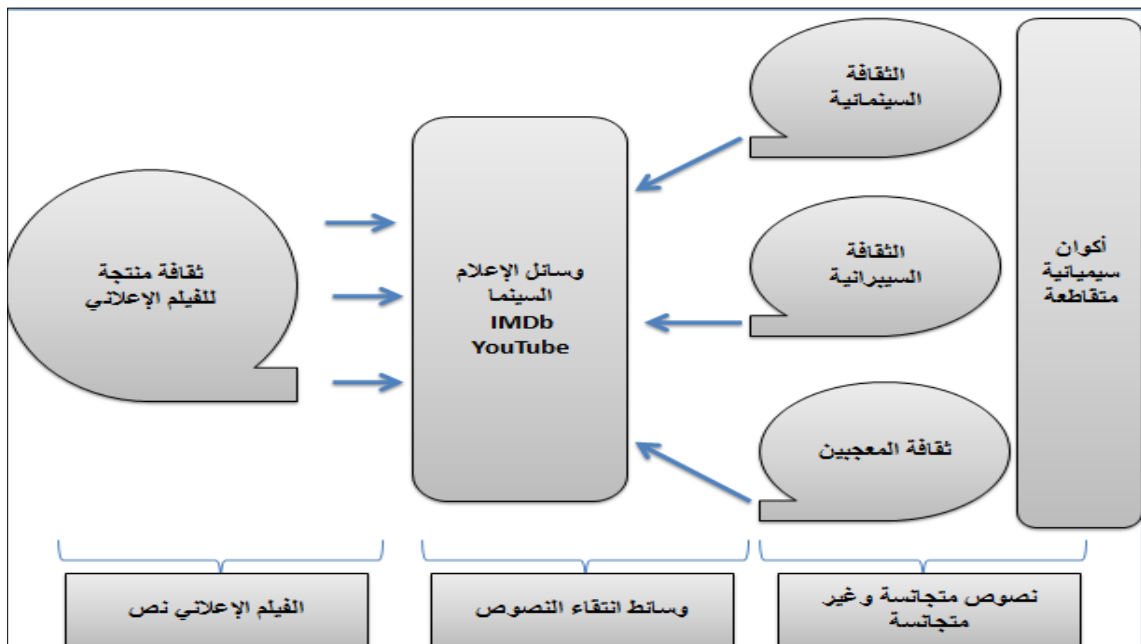 أكوان
سيميائية
متقاطعة
الثقافة
السينمائية
الثقافة
السيبرانية
ثقافة المعجبين
وسائل الإعلام
السينما
IMDb
YouTube
ثقافة منتجة
للفيلم الإعلاني
نصوص متجانسة وغير
متجانسة
وسائط انتقاء النصوص
الفيلم الإعلاني نص